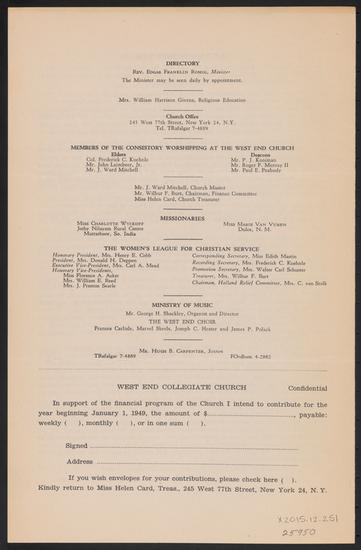 DIRECTORY
REV. EDGAR FRANKLIN ROMIG, Minister
The Minister may be seen daily by appointment.
Mrs. William Harrison Givens, Religious Education
Church Office
245 West 77th Street, New York 24, N.Y.
Tel. TRafalgar 7-4889
MEMBERS OF THE CONSISTORY WORSHIPPING AT THE WEST END CHURCH
Elders
Col. Frederick C. Kuehnle
Mr. John Lambeer, Jr.
Mr. J. Ward Mitchell
Deacons
Mr. P. J. Kooiman
Mr. Roger P. Murray II
Mr. Paul E. Peabody
Mr. J. Ward Mitchell, Church Master
Mr. Wilbur F. Burt, Chairman, Finance Committee
Miss Helen Card, Church Treasurer
MISSIONARIES
MISS CHARLOTTE WYCKOFF
Jothy Nilayam Rural Centre
Muttathoor, So. India
MISS MARIE VAN VUREN
Dulce, N. M.
THE WOMEN'S LEAGUE FOR CHRISTIAN SERVICE
Honorary President, Mrs. Henry E. Cobb
President, Mrs. Donald H. Deppen
Executive Vice-President, Mrs. Carl A. Mead
Honorary Vice-Presidents,
Miss Florence A. Acker
Mrs. William E. Reed
Mrs. J. Preston Searle
Corresponding Secretary, Miss Edith Mastin
Recording Secretary, Mrs. Frederick C. Kuehnle
Promotion Secretary, Mrs. Walter Carl Schuster
Treasurer, Mrs. Wilbur F. Burt
Chairman, Holland Relief Committee, Mrs. C. van Stolk
MINISTRY OF MUSIC
Mr. George H. Shackley, Organist and Director
THE WEST END CHOIR
Frances Carlisle, Marvel Steels, Joseph C. Hester and James P. Pollack
MR. HUGH B. CARPENTER, Sexton
TRafalgar 7-4889
FOrdham 4-2982
WEST END COLLEGIATE CHURCH
Confidential
In support of the financial program of the Church I intend to contribute for the
year beginning January 1, 1949, the amount of $........................, payable:
weekly ( ), monthly ( ), or in one sum ( ).
Signed ........................
Address ........................
If you wish envelopes for your contributions, please check here ( ).
Kindly return to Miss Helen Card, Treas., 245 West 77th Street, New York 24, N. Y.
X2015.12.251
25950